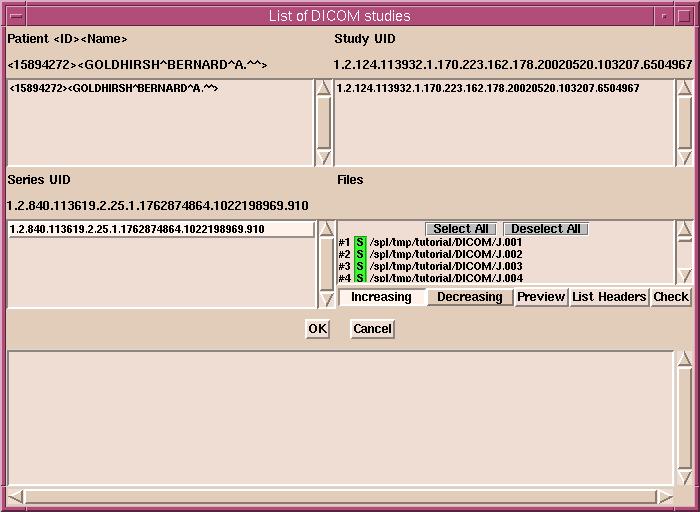 List of DICOM studies
Patient <ID><Name>
<15894272><GOLDHIRSH^BERNARD^A.^^>
<15894272><GOLDHIRSH^BERNARD^A.^^>
Study UID
1.2.124.113932.1.170.223.162.178.20020520.103207.6504967
1.2.124.113932.1.170.223.162.178.20020520.103207.6504967
Series UID
1.2.840.113619.2.25.1.1762874864.1022198969.910
1.2.840.113619.2.25.1.1762874864.1022198969.910
Files
Select All Deselect All
#1 S /spl/tmp/tutorial/DICOM/J.001
#2 S /spl/tmp/tutorial/DICOM/J.002
#3 S /spl/tmp/tutorial/DICOM/J.003
#4 S /spl/tmp/tutorial/DICOM/J.004
Increasing Decreasing Preview List Headers Check
OK Cancel